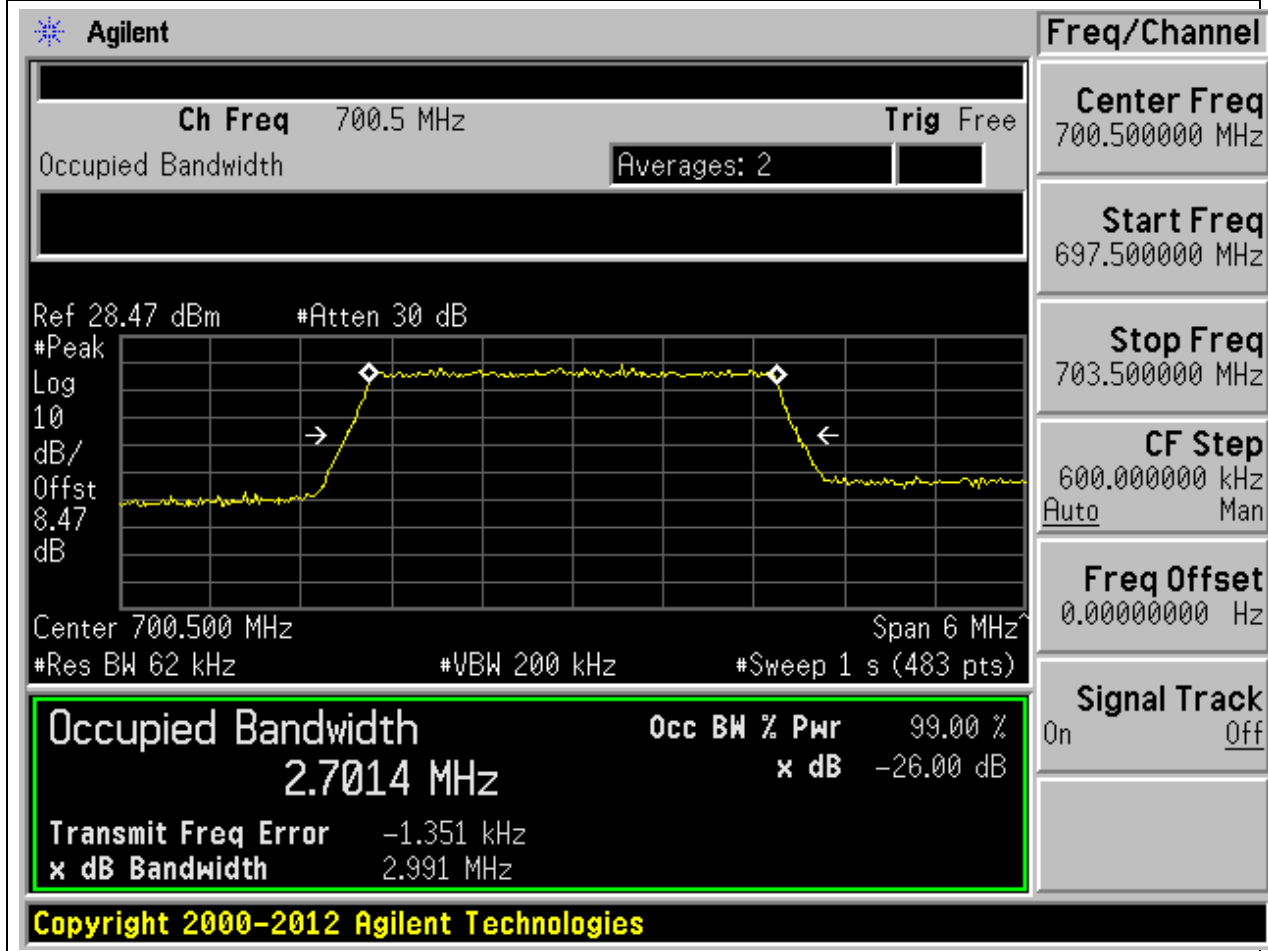 Agilent
Freq/Channel
Ch Freq 700.5 MHz Trig Free
Occupied Bandwidth Averages: 2
Ref 28.47 dBm #Atten 30 dB
#Peak
Log
10
dB/
Offst
8.47
dB
Center 700.500 MHz Span 6 MHz^
#Res BW 62 kHz #VBW 200 kHz #Sweep 1 s (483 pts)
Occupied Bandwidth Occ BW % Pwr 99.00 %
2.7014 MHz x dB -26.00 dB
Transmit Freq Error -1.351 kHz
x dB Bandwidth 2.991 MHz
Center Freq
700.500000 MHz
Start Freq
697.500000 MHz
Stop Freq
703.500000 MHz
CF Step
600.000000 kHz
Auto Man
Freq Offset
0.00000000 Hz
Signal Track
On Off
Copyright 2000-2012 Agilent Technologies